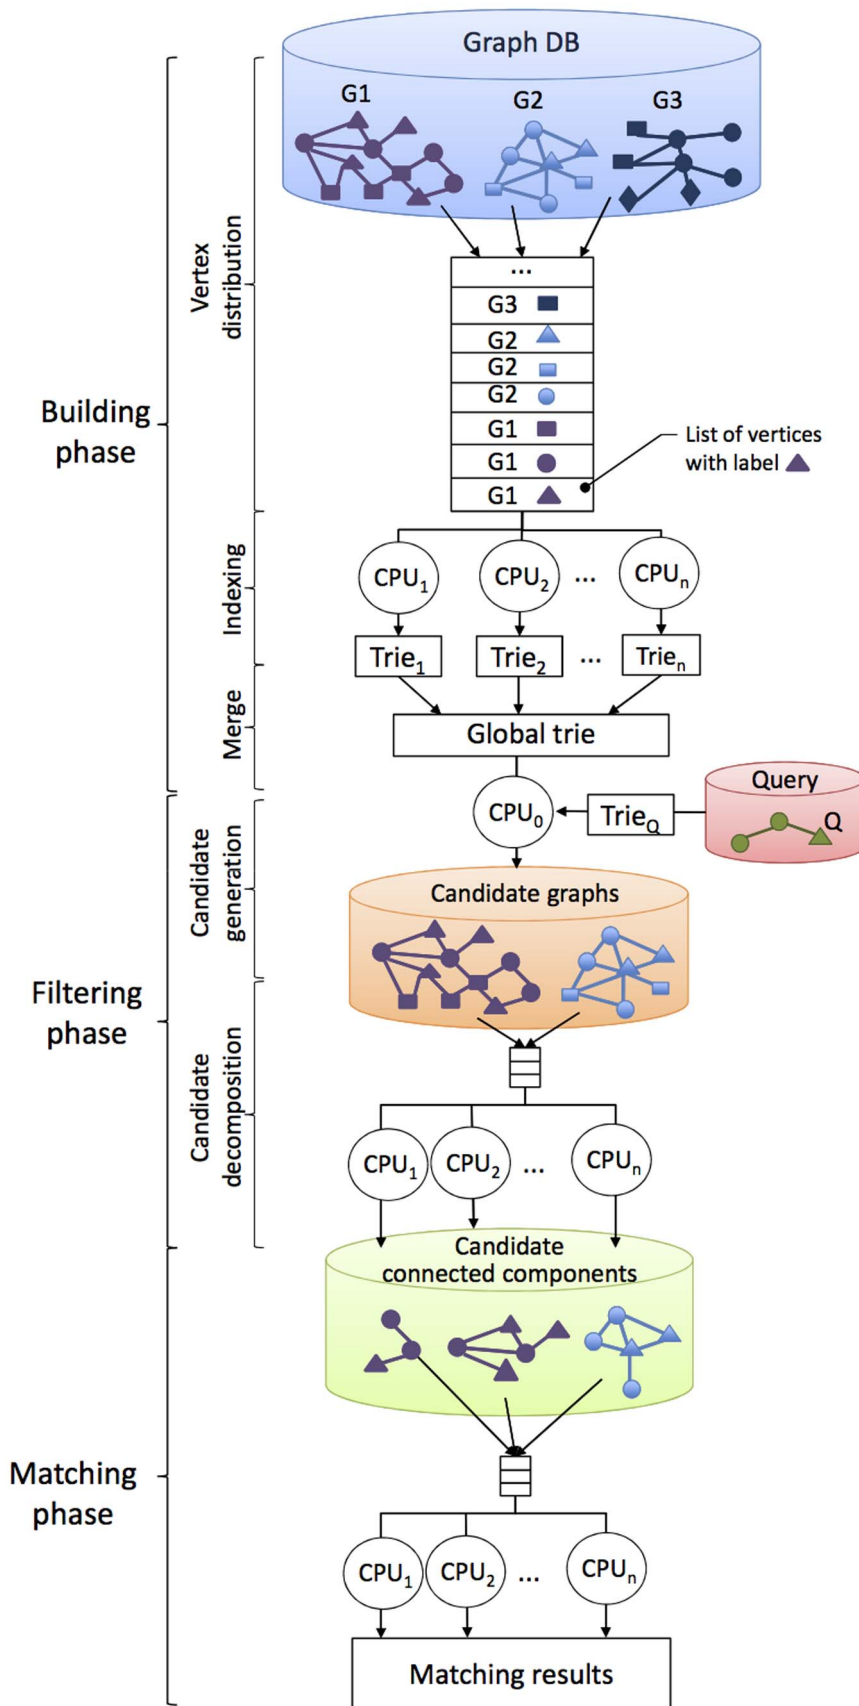 Graph DB
G1
G2
G3
Vertex
distribution
...
G3
G2
G2
G2
G1
G1
G1
List of vertices
with label
Building
phase
Indexing
CPU1
CPU2
...
CPUn
Trie1
Trie2
...
Trien
Merge
Global trie
CPU0
TrieQ
Query
Q
Candidate
generation
Candidate graphs
Filtering
phase
Candidate
decomposition
CPU1
CPU2
...
CPUn
Candidate
connected components
Matching
phase
CPU1
CPU2
...
CPUn
Matching results